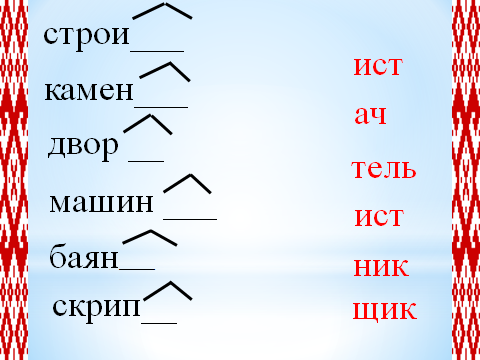 строи___
камен___
двор __
машин ___
баян__
скрип__
ист
ач
тель
ист
ник
щик